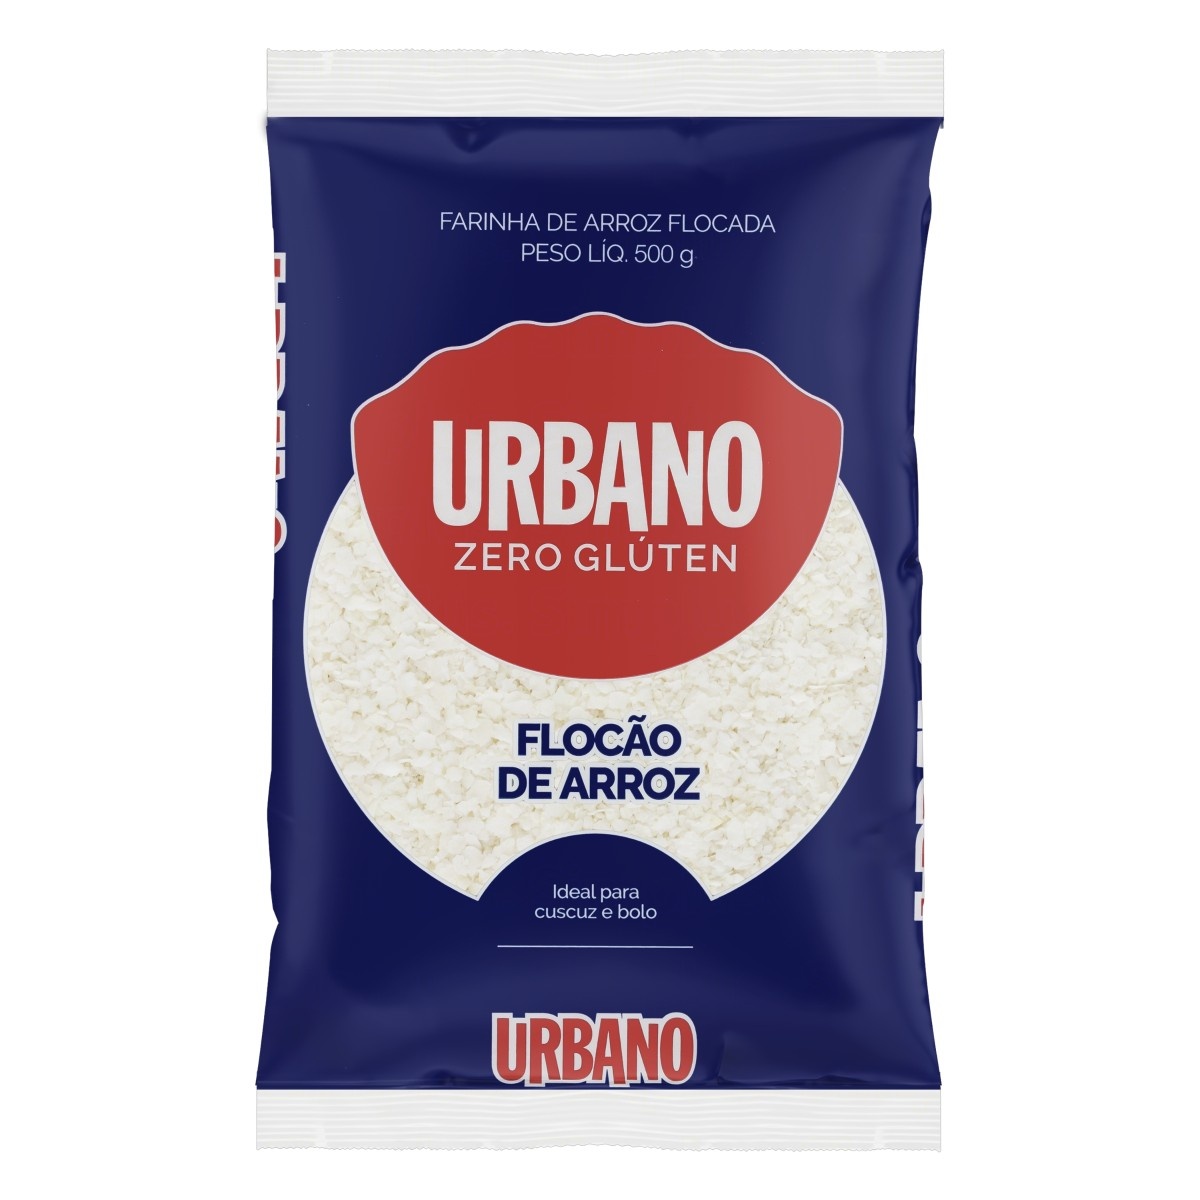 FARINHA DE ARROZ FLOCADA
PESO LÍQ. 500 g
URBANO
ZERO GLÚTEN
FLOCÃO
DE ARROZ
Ideal para
cuscuz e bolo
URBANO